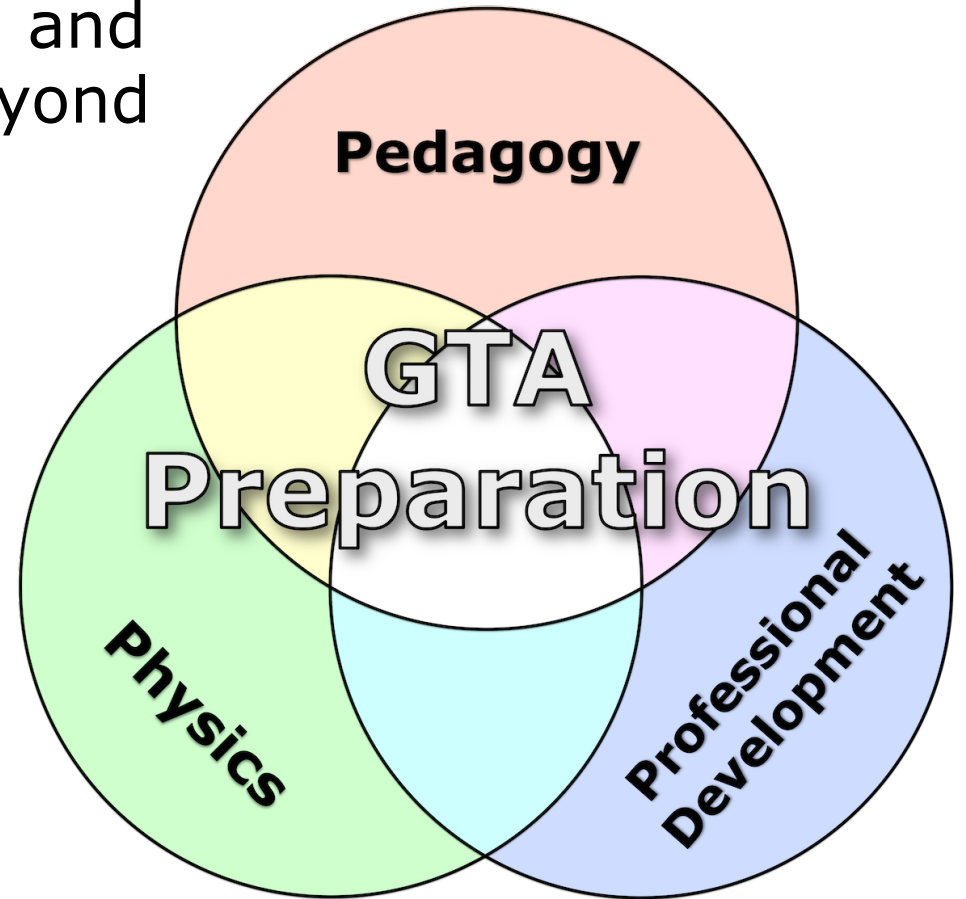 and
yond
Pedagogy
GTA
Preparation
Physics
Professional
Development